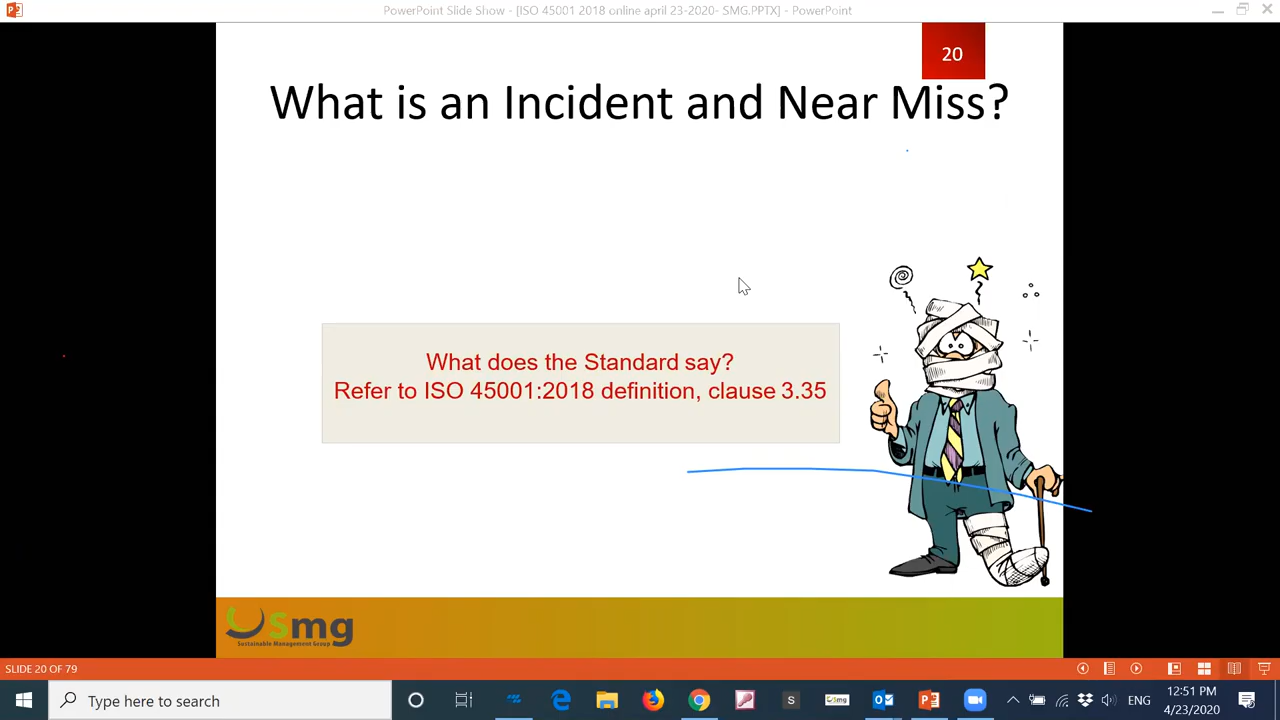 PowerPoint Slide Show - [ISO 45001 2018 online april 23-2020- SMG.PPTX] - PowerPoint
20
What is an Incident and Near Miss?
What does the Standard say?
Refer to ISO 45001:2018 definition, clause 3.35
Smg
Sustainable Management Group
SLIDE 20 OF 79
Type here to search
S
Smg
ENG
12:51 PM
4/23/2020